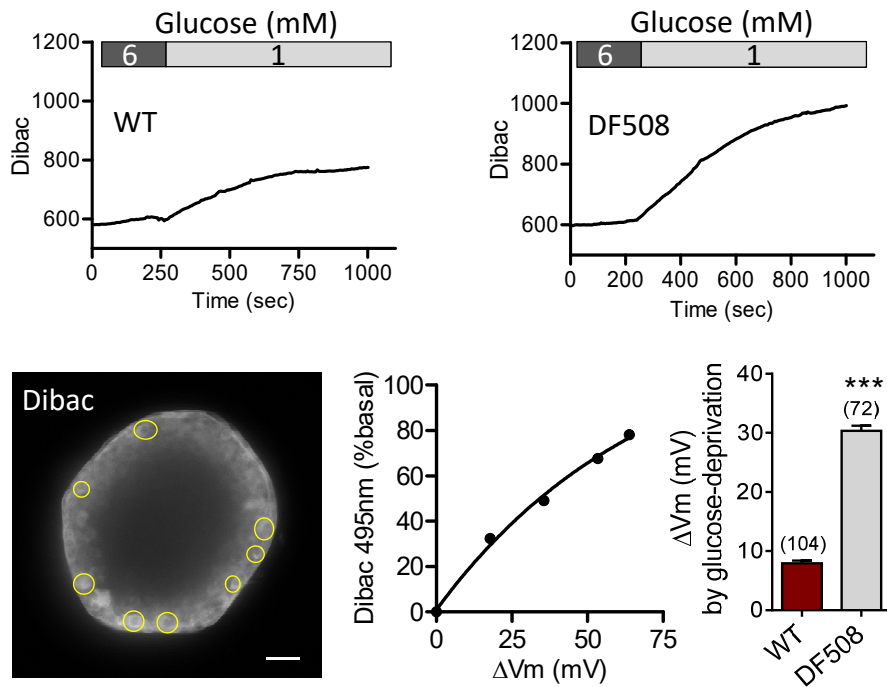 Glucose (mM)
6
1
1200
1000
800
600
Dibac
WT
0
250
500
750
1000
Time (sec)
Glucose (mM)
6
1
1200
1000
800
600
Dibac
DF508
0
200
400
600
800
1000
Time (sec)
Dibac
Dibac 495nm (%basal)
100
80
60
40
20
0
0
25
50
75
ΔVm (mV)
ΔVm (mV)
by glucose-deprivation
40
30
20
10
0
***
(72)
(104)
WT
DF508